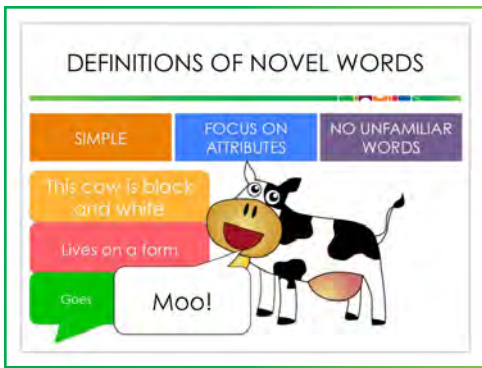 DEFINITIONS OF NOVEL WORDS
SIMPLE
FOCUS ON
ATTRIBUTES
NO UNFAMILIAR
WORDS
This cow is black
and white
Lives on a farm
Goes
Moo!